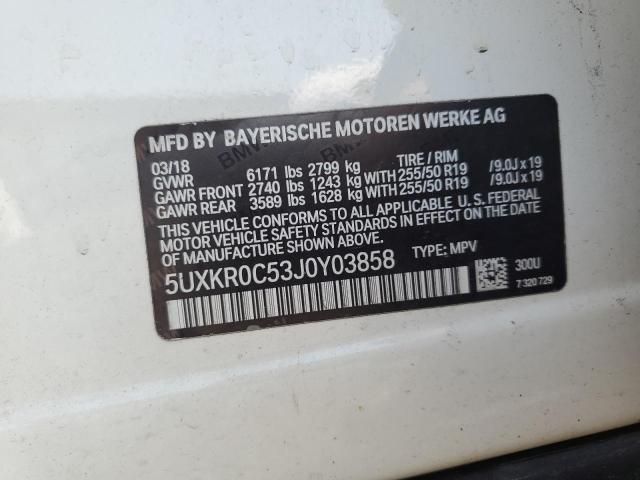 MFD BY BAYERISCHE MOTOREN WERKE AG
03/18
GVWR 6171 lbs 2799 kg TIRE / RIM
GAWR FRONT 2740 lbs 1243 kg WITH 255/50 R19 /9.0J x 19
GAWR REAR 3589 lbs 1628 kg WITH 255/50 R19 /9.0J x 19
THIS VEHICLE CONFORMS TO ALL APPLICABLE U.S. FEDERAL
MOTOR VEHICLE SAFETY STANDARDS IN EFFECT ON THE DATE OF
MANUFACTURE SHOWN ABOVE.
5UXKR0C53J0Y03858 TYPE: MPV
300U
7 320 729